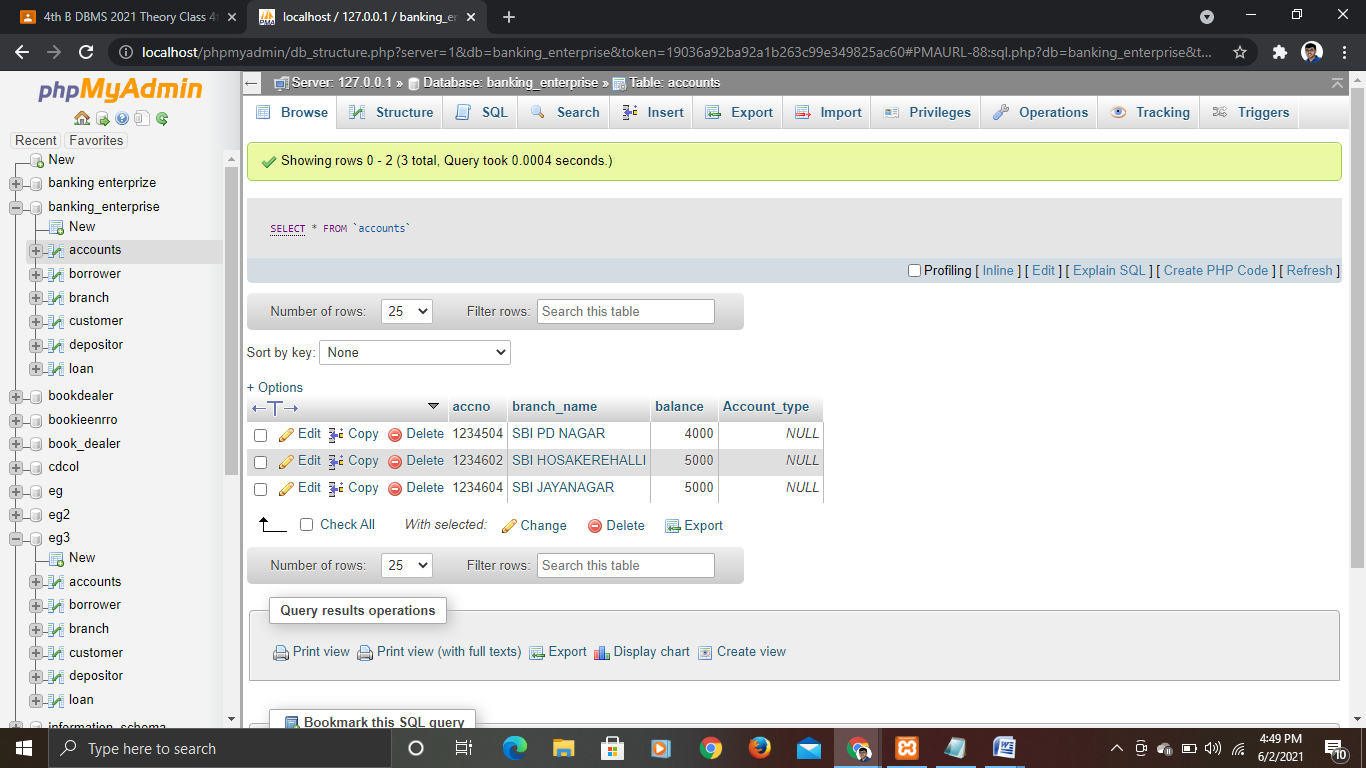 4th B DBMS 2021 Theory Class 4
localhost / 127.0.0.1 / banking_er
localhost/phpmyadmin/db_structure.php?server=1&db=banking_enterprise&token=19036a92ba92a1b263c99e349825ac60#PMAURL-88:sql.php?db=banking_enterprise&t...
phpMyAdmin
Recent Favorites
New
banking enterprize
banking_enterprise
New
accounts
borrower
branch
customer
depositor
loan
bookdealer
bookieenrro
book_dealer
cdcol
eg
eg2
eg3
New
accounts
borrower
branch
customer
depositor
loan
information_schema
Server: 127.0.0.1 » Database: banking_enterprise » Table: accounts
Browse Structure SQL Search Insert Export Import Privileges Operations Tracking Triggers
Showing rows 0 - 2 (3 total, Query took 0.0004 seconds.)
SELECT * FROM `accounts`
Profiling [ Inline ] [ Edit ] [ Explain SQL ] [ Create PHP Code ] [ Refresh ]
Number of rows: 25 Filter rows: Search this table
Sort by key: None
+ Options
accno branch_name balance Account_type
Edit Copy Delete 1234504 SBI PD NAGAR 4000 NULL
Edit Copy Delete 1234602 SBI HOSAKEREHALLI 5000 NULL
Edit Copy Delete 1234604 SBI JAYANAGAR 5000 NULL
Check All With selected: Change Delete Export
Number of rows: 25 Filter rows: Search this table
Query results operations
Print view Print view (with full texts) Export Display chart Create view
Bookmark this SQL query
Type here to search
4:49 PM
6/2/2021
10